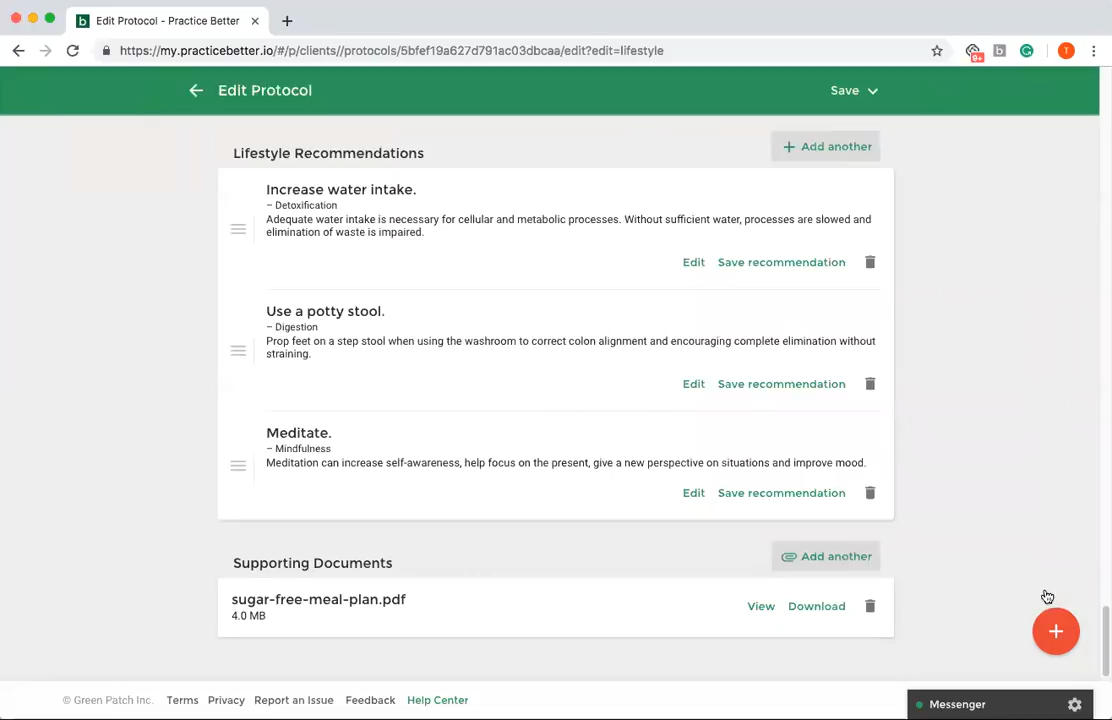 Edit Protocol - Practice Better
https://my.practicebetter.io/#/p/clients//protocols/5bfef19a627d791ac03dbcaa/edit?edit=lifestyle
9+
b
T
Edit Protocol
Save
Lifestyle Recommendations
Add another
Increase water intake.
– Detoxification
Adequate water intake is necessary for cellular and metabolic processes. Without sufficient water, processes are slowed and
elimination of waste is impaired.
Edit Save recommendation
Use a potty stool.
– Digestion
Prop feet on a step stool when using the washroom to correct colon alignment and encouraging complete elimination without
straining.
Edit Save recommendation
Meditate.
– Mindfulness
Meditation can increase self-awareness, help focus on the present, give a new perspective on situations and improve mood.
Edit Save recommendation
Supporting Documents
Add another
sugar-free-meal-plan.pdf
4.0 MB
View Download
© Green Patch Inc. Terms Privacy Report an Issue Feedback Help Center
Messenger